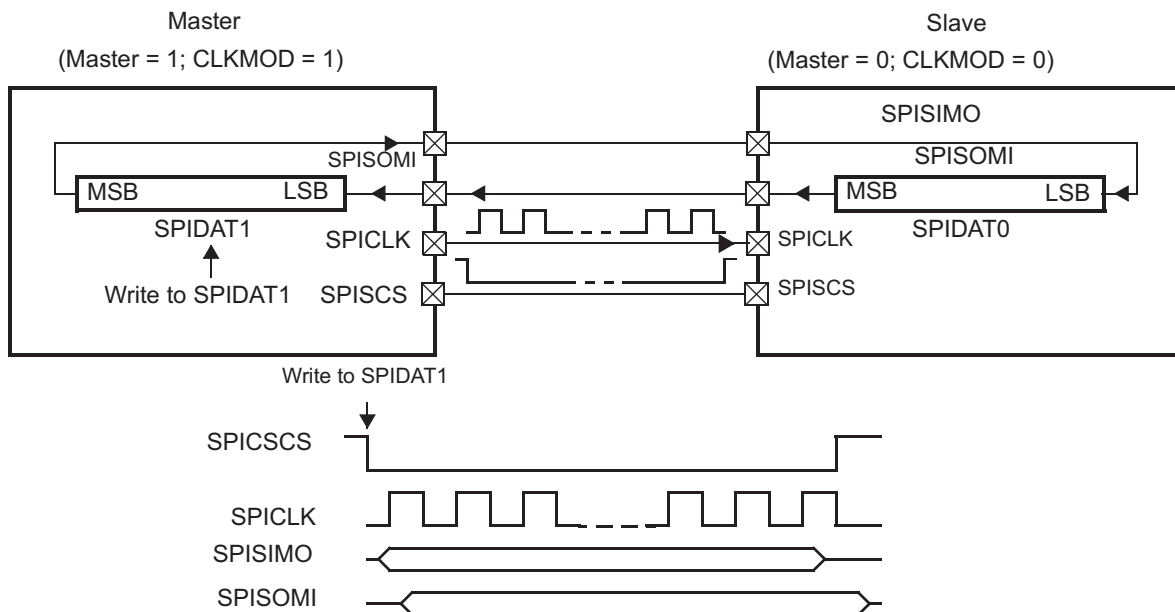 Master
(Master = 1; CLKMOD = 1)
Slave
(Master = 0; CLKMOD = 0)
SPISIMO
SPISOMI
SPISOMI
MSB LSB
MSB LSB
SPIDAT1
SPICLK
SPICLK
SPIDAT0
Write to SPIDAT1
SPISCS
SPISCS
Write to SPIDAT1
SPICSCS
SPICLK
SPISIMO
SPISOMI